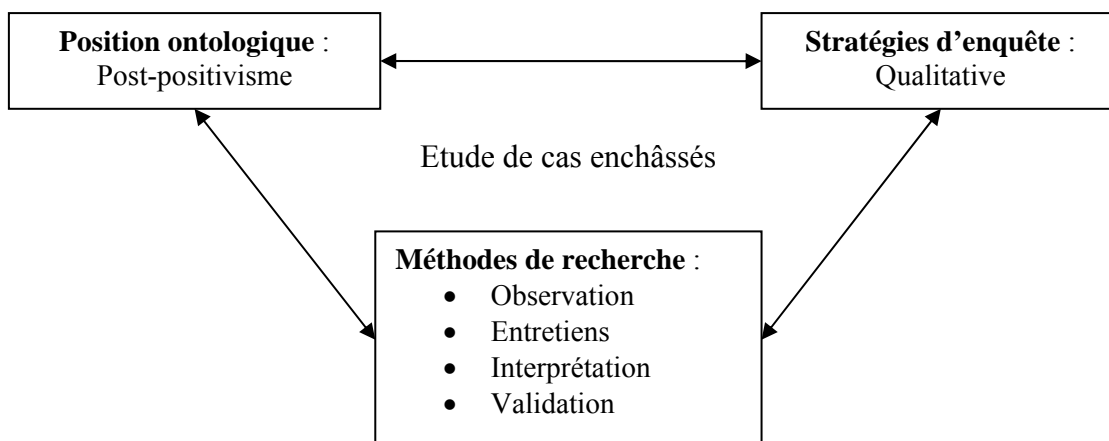 Position ontologique :
Post-positivisme
Stratégies d’enquête :
Qualitative
Etude de cas enchâssés
Méthodes de recherche :
• Observation
• Entretiens
• Interprétation
• Validation